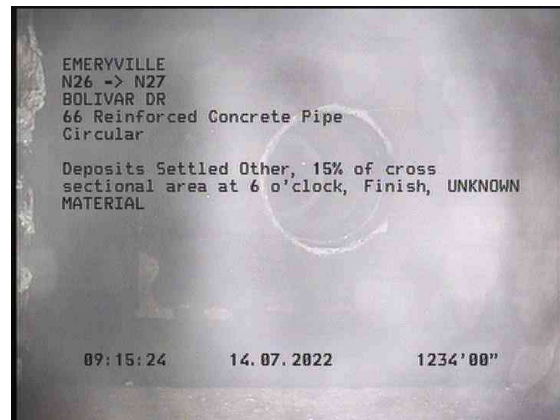 EMERYVILLE
N26 -> N27
BOLIVAR DR
66 Reinforced Concrete Pipe
Circular
Deposits Settled Other, 15% of cross
sectional area at 6 o'clock, Finish, UNKNOWN
MATERIAL
09:15:24 14.07.2022 1234'00"